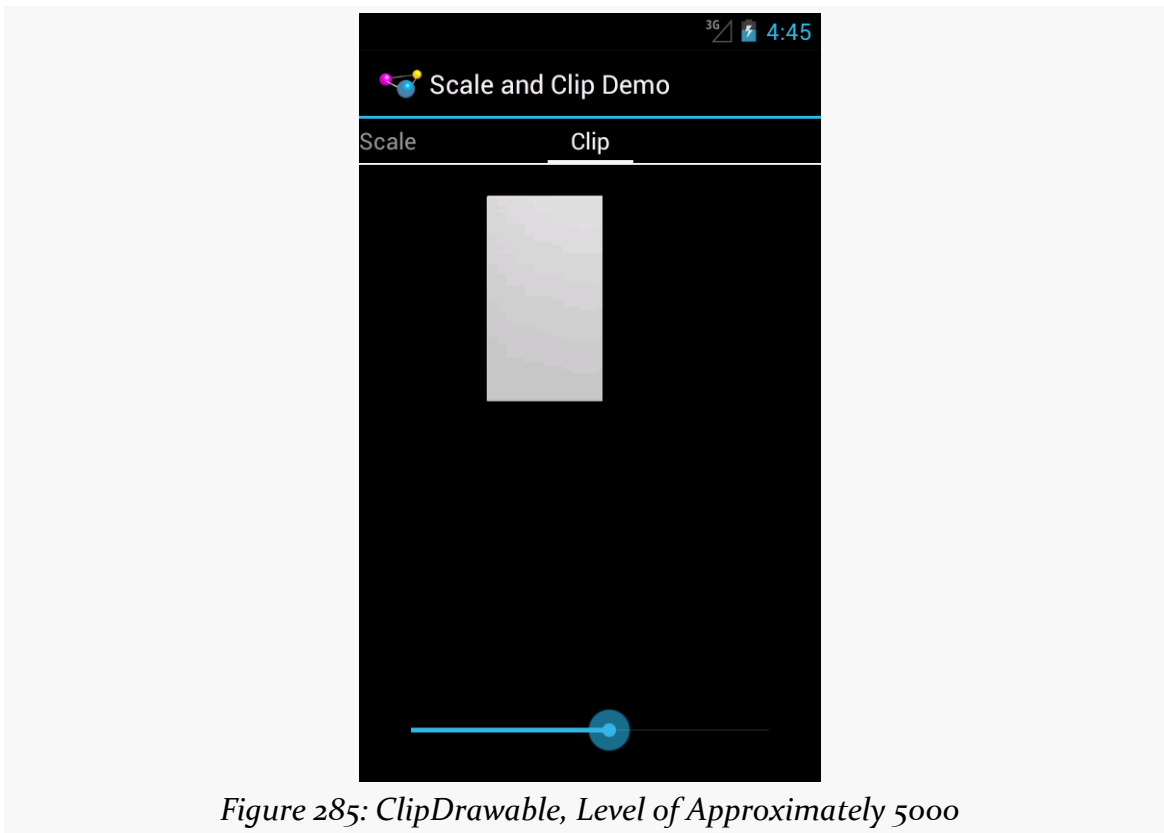 3G 4:45
Scale and Clip Demo
Scale Clip
Figure 285: ClipDrawable, Level of Approximately 5000